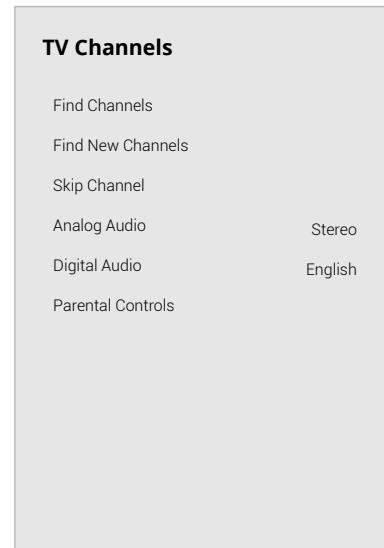 TV Channels
Find Channels
Find New Channels
Skip Channel
Analog Audio Stereo
Digital Audio English
Parental Controls